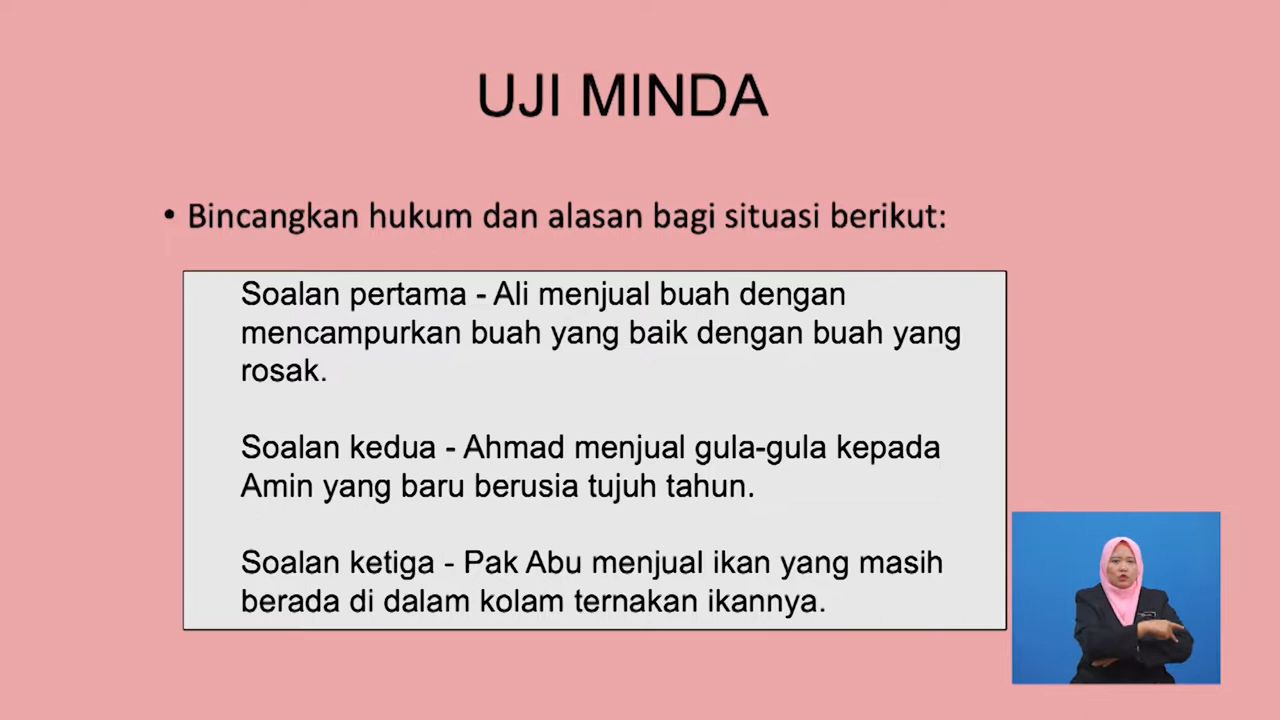 UJI MINDA
• Bincangkan hukum dan alasan bagi situasi berikut:
Soalan pertama - Ali menjual buah dengan
mencampurkan buah yang baik dengan buah yang
rosak.
Soalan kedua - Ahmad menjual gula-gula kepada
Amin yang baru berusia tujuh tahun.
Soalan ketiga - Pak Abu menjual ikan yang masih
berada di dalam kolam ternakan ikannya.